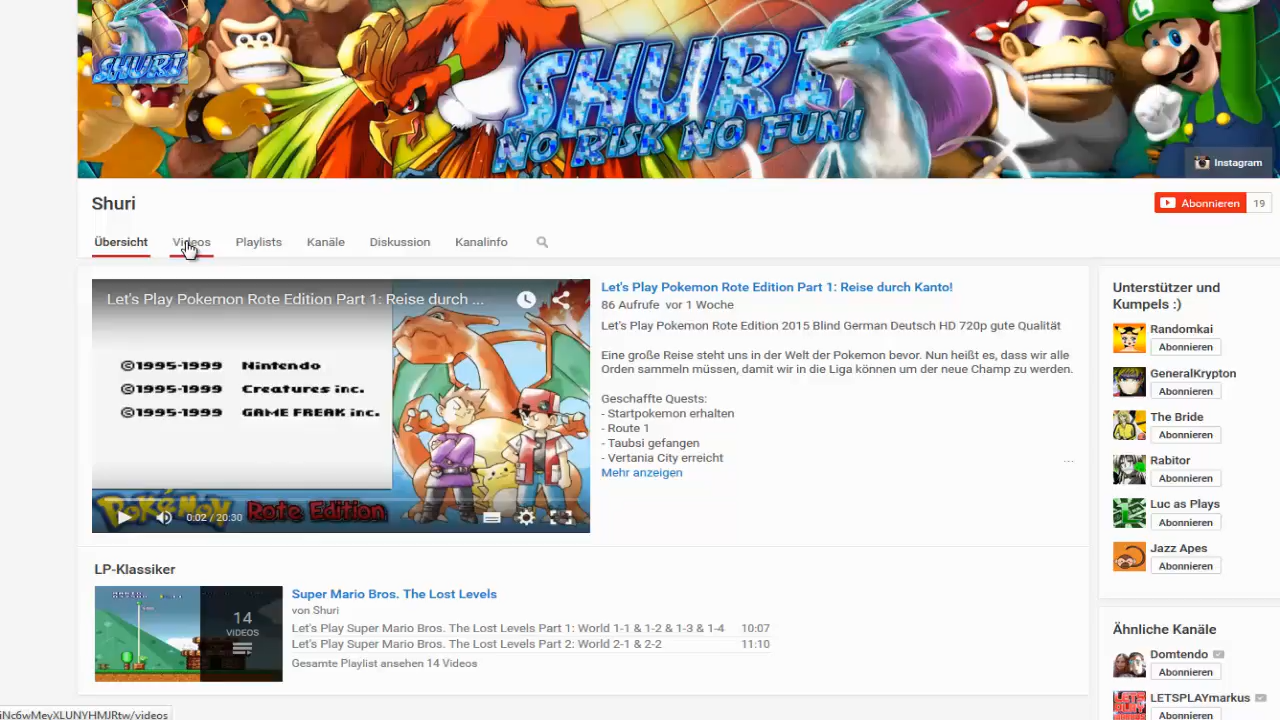 SHURI
SHURI
NO RISK NO FUN!
Instagram
Shuri
Abonnieren 19
Übersicht Videos Playlists Kanäle Diskussion Kanalinfo
Let's Play Pokemon Rote Edition Part 1: Reise durch ...
©1995-1999 Nintendo
©1995-1999 Creatures inc.
©1995-1999 GAME FREAK inc.
POKéMON Rote Edition
0:02 / 20:30
Let's Play Pokemon Rote Edition Part 1: Reise durch Kanto!
86 Aufrufe vor 1 Woche
Let's Play Pokemon Rote Edition 2015 Blind German Deutsch HD 720p gute Qualität
Eine große Reise steht uns in der Welt der Pokemon bevor. Nun heißt es, dass wir alle
Orden sammeln müssen, damit wir in die Liga können um der neue Champ zu werden.
Geschaffte Quests:
- Startpokemon erhalten
- Route 1
- Taubsi gefangen
- Vertania City erreicht
...
Mehr anzeigen
LP-Klassiker
14
VIDEOS
Super Mario Bros. The Lost Levels
von Shuri
Let's Play Super Mario Bros. The Lost Levels Part 1: World 1-1 & 1-2 & 1-3 & 1-4 10:07
Let's Play Super Mario Bros. The Lost Levels Part 2: World 2-1 & 2-2 11:10
Gesamte Playlist ansehen 14 Videos
Unterstützer und
Kumpels :)
Randomkai
Abonnieren
GeneralKrypton
Abonnieren
The Bride
Abonnieren
Rabitor
Abonnieren
Luc as Plays
Abonnieren
Jazz Apes
Abonnieren
Ähnliche Kanäle
Domtendo
Abonnieren
LETSPLAYmarkus
Abonnieren